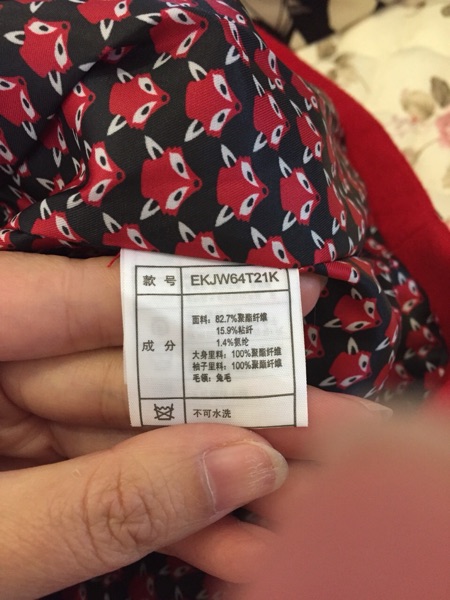 款号 EKJW64T21K
成分
面料：82.7%聚酯纤维
15.9%粘纤
1.4%氨纶
大身里料：100%聚酯纤维
袖子里料：100%聚酯纤维
毛领：兔毛
不可水洗